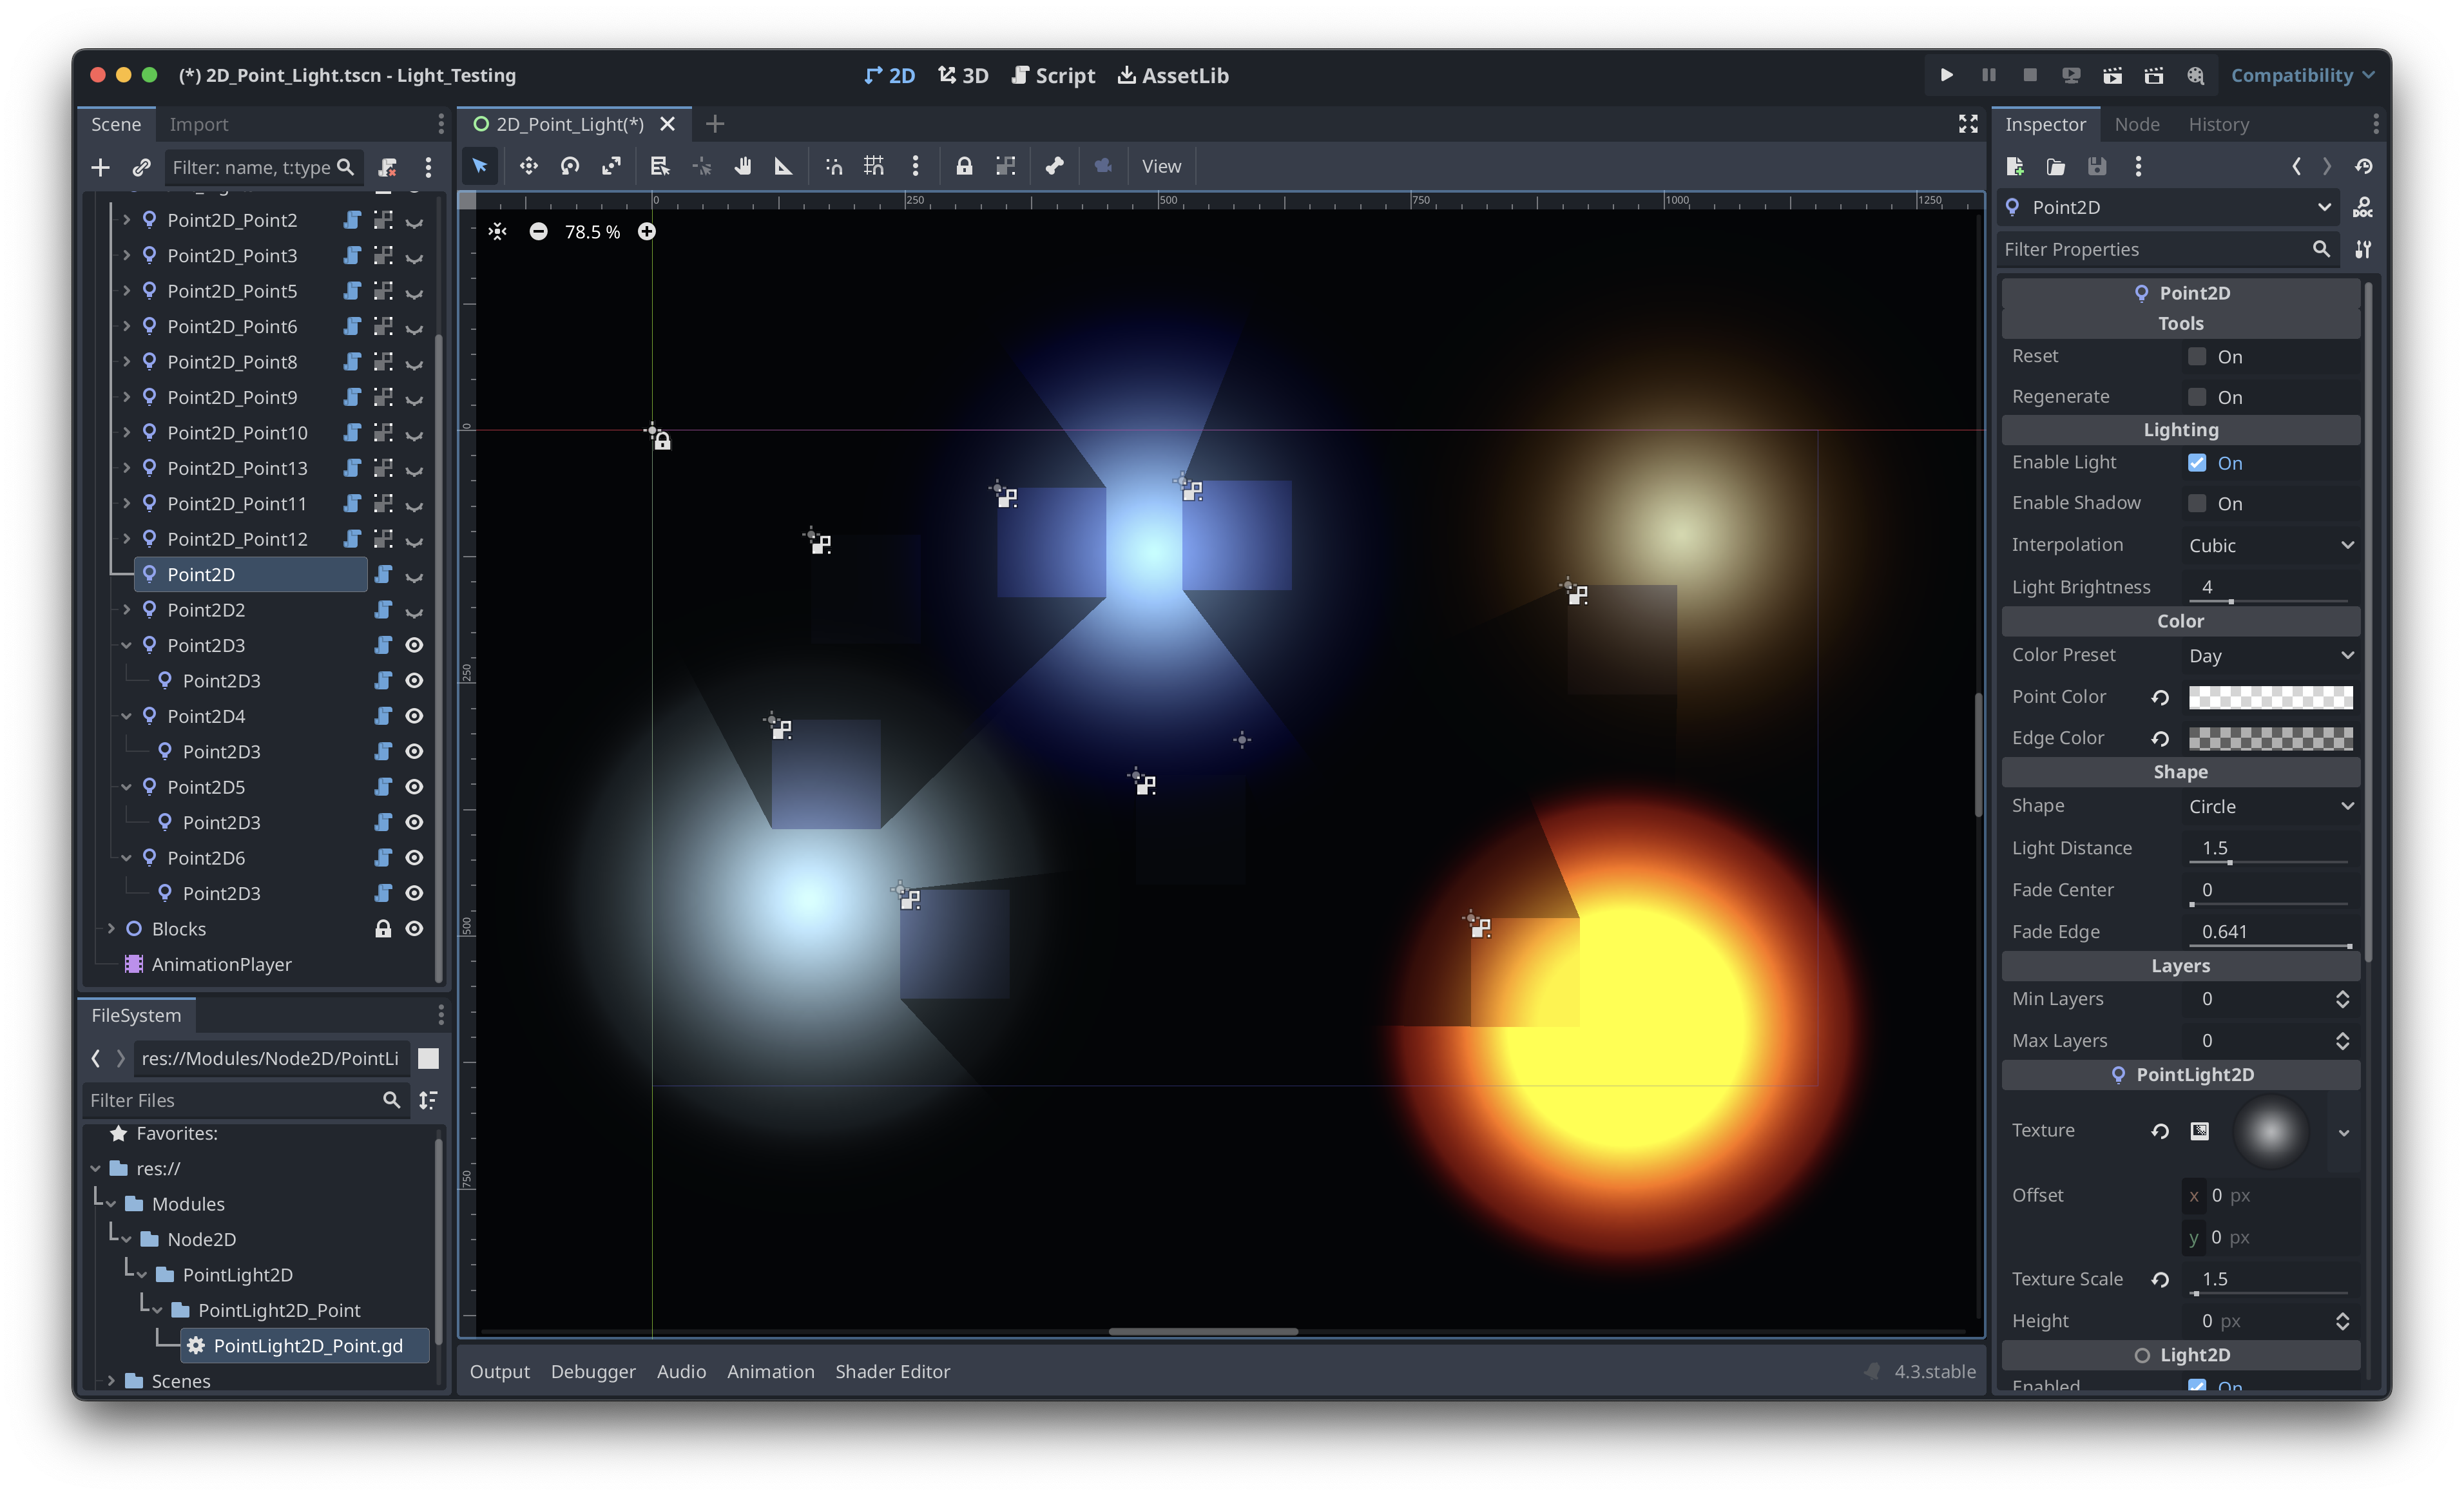 (*) 2D_Point_Light.tscn - Light_Testing
2D
3D
Script
AssetLib
Compatibility
Scene
Import
Filter: name, t:type
Point2D_Point2
Point2D_Point3
Point2D_Point5
Point2D_Point6
Point2D_Point8
Point2D_Point9
Point2D_Point10
Point2D_Point13
Point2D_Point11
Point2D_Point12
Point2D
Point2D2
Point2D3
Point2D3
Point2D4
Point2D3
Point2D5
Point2D3
Point2D6
Point2D3
Blocks
AnimationPlayer
FileSystem
res://Modules/Node2D/PointLi
Filter Files
Favorites:
res://
Modules
Node2D
PointLight2D
PointLight2D_Point
PointLight2D_Point.gd
Scenes
2D_Point_Light(*)
View
0
250
500
750
1000
1250
78.5 %
0
250
500
750
Output
Debugger
Audio
Animation
Shader Editor
4.3.stable
Inspector
Node
History
Point2D
DOC
Filter Properties
Point2D
Tools
Reset
On
Regenerate
On
Lighting
Enable Light
On
Enable Shadow
On
Interpolation
Cubic
Light Brightness
4
Color
Color Preset
Day
Point Color
Edge Color
Shape
Shape
Circle
Light Distance
1.5
Fade Center
0
Fade Edge
0.641
Layers
Min Layers
0
Max Layers
0
PointLight2D
Texture
Offset
x 0 px
y 0 px
Texture Scale
1.5
Height
0 px
Light2D
Enabled
On